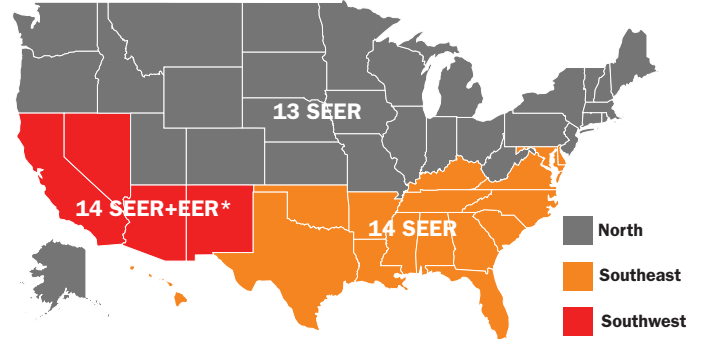 13 SEER
14 SEER+EER*
14 SEER
North
Southeast
Southwest